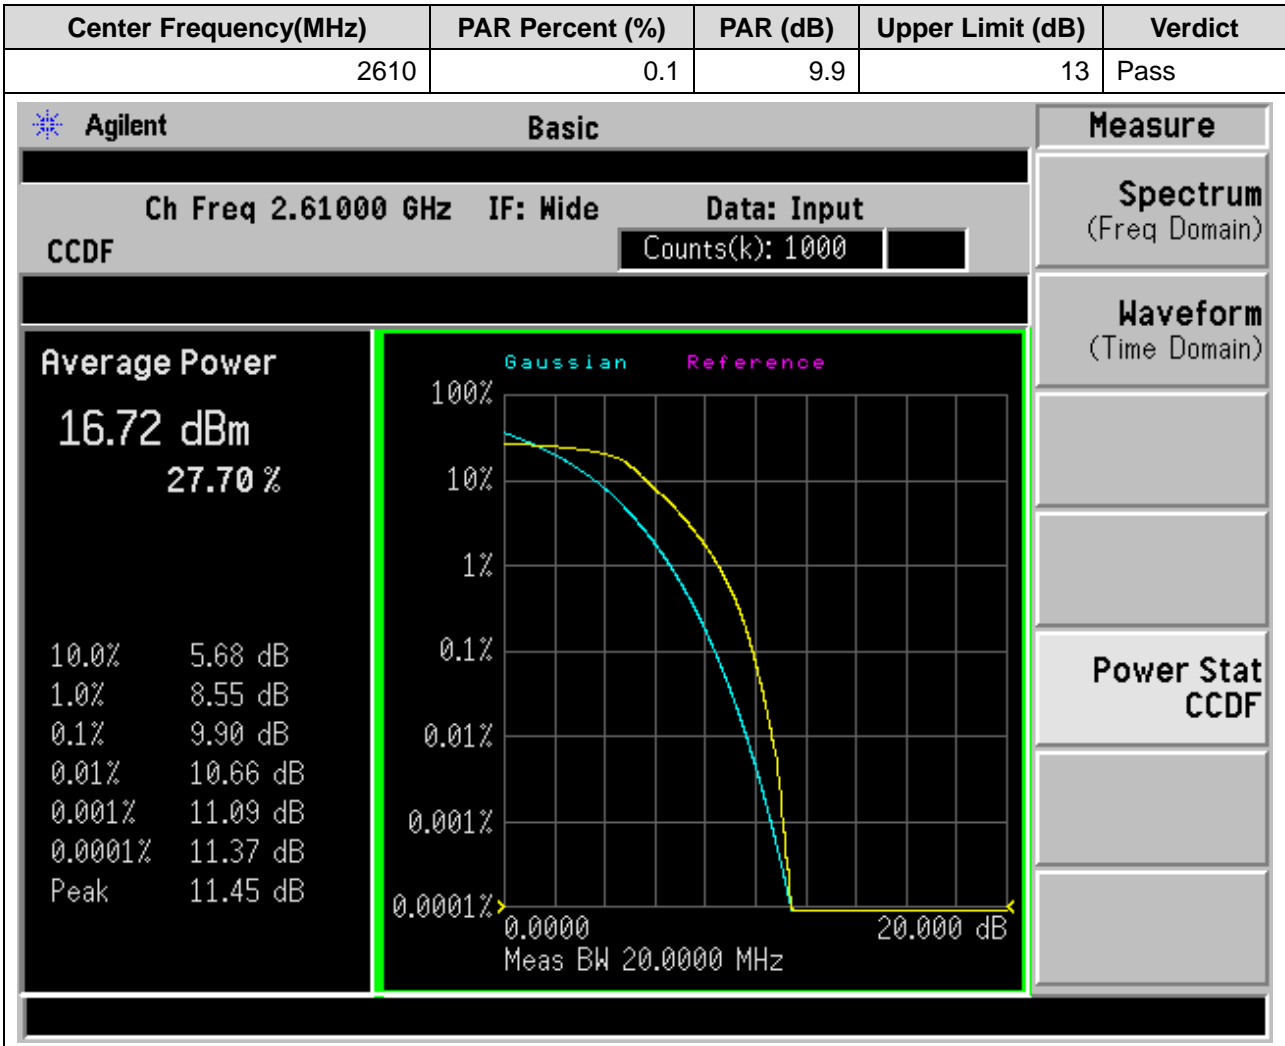 Center Frequency(MHz) PAR Percent (%) PAR (dB) Upper Limit (dB) Verdict
2610 0.1 9.9 13 Pass
Agilent Basic Measure
Ch Freq 2.61000 GHz IF: Wide Data: Input
CCDF Counts(k): 1000
Spectrum
(Freq Domain)
Waveform
(Time Domain)
Power Stat
CCDF
Average Power
16.72 dBm
27.70 %
10.0% 5.68 dB
1.0% 8.55 dB
0.1% 9.90 dB
0.01% 10.66 dB
0.001% 11.09 dB
0.0001% 11.37 dB
Peak 11.45 dB
Gaussian Reference
100%
10%
1%
0.1%
0.01%
0.001%
0.0001%
0.0000 20.000 dB
Meas BW 20.0000 MHz